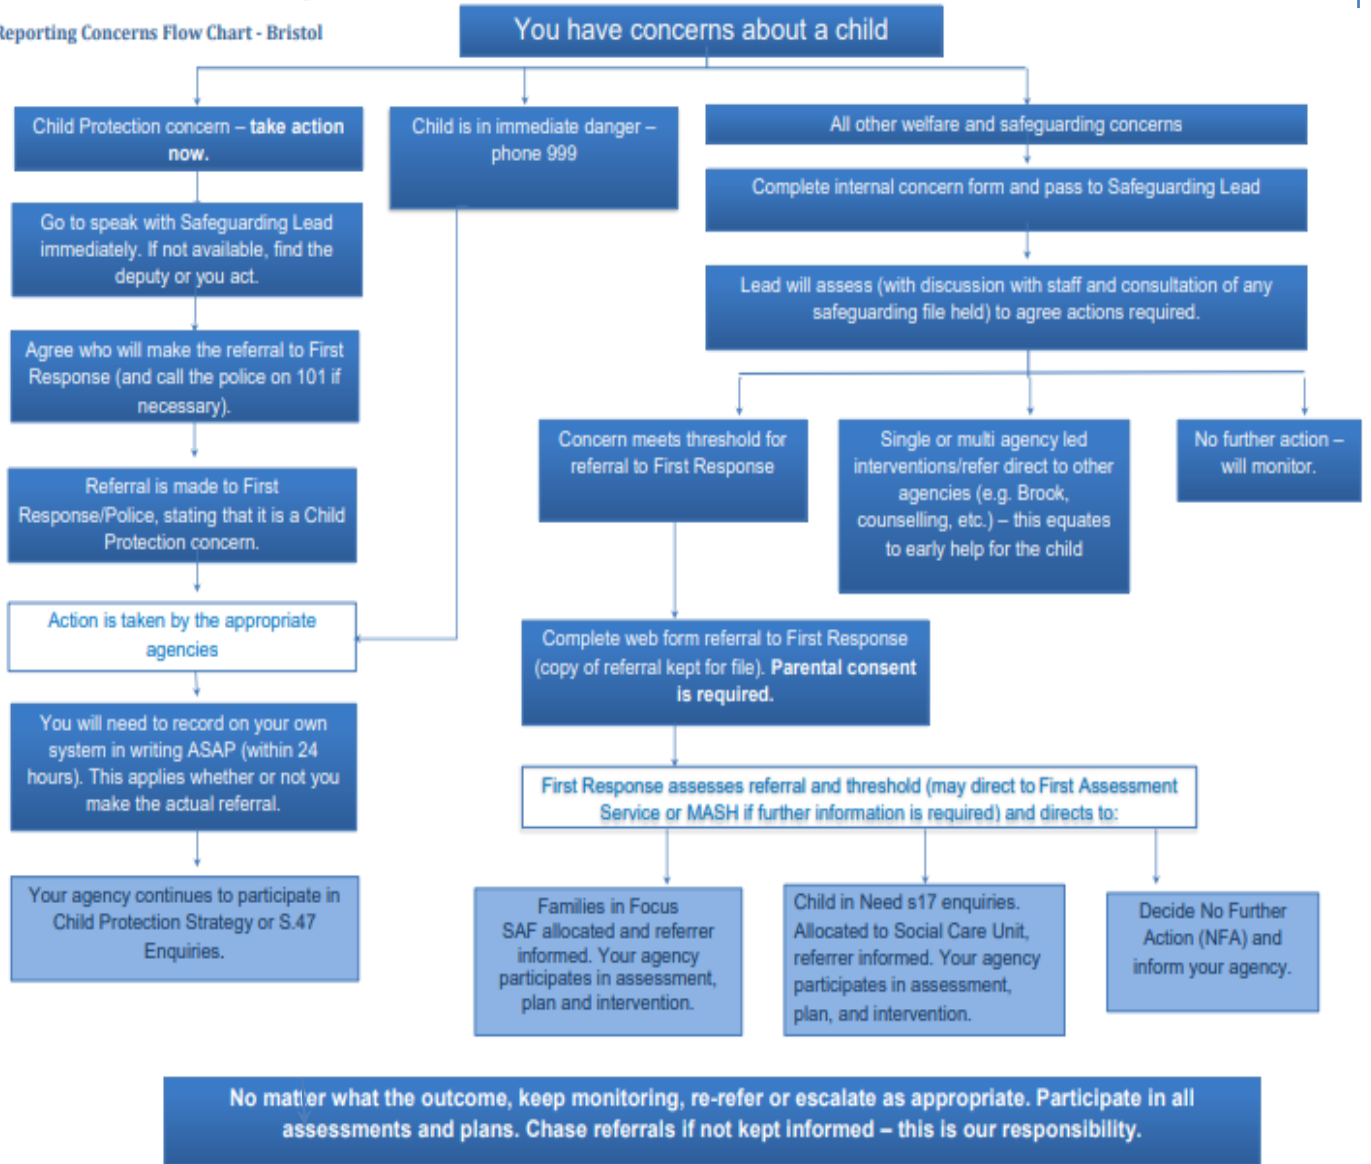 Reporting Concerns Flow Chart - Bristol
You have concerns about a child
Child Protection concern – take action
now.
Go to speak with Safeguarding Lead
immediately. If not available, find the
deputy or you act.
Agree who will make the referral to First
Response (and call the police on 101 if
necessary).
Referral is made to First
Response/Police, stating that it is a Child
Protection concern.
Child is in immediate danger –
phone 999
Action is taken by the appropriate
agencies
You will need to record on your own
system in writing ASAP (within 24
hours). This applies whether or not you
make the actual referral.
Your agency continues to participate in
Child Protection Strategy or S.47
Enquiries.
All other welfare and safeguarding concerns
Complete internal concern form and pass to Safeguarding Lead
Lead will assess (with discussion with staff and consultation of any
safeguarding file held) to agree actions required.
Concern meets threshold for
referral to First Response
Single or multi agency led
interventions/refer direct to other
agencies (e.g. Brook,
counselling, etc.) – this equates
to early help for the child
No further action –
will monitor.
Complete web form referral to First Response
(copy of referral kept for file). Parental consent
is required.
First Response assesses referral and threshold (may direct to First Assessment
Service or MASH if further information is required) and directs to:
Families in Focus
SAF allocated and referrer
informed. Your agency
participates in assessment,
plan and intervention.
Child in Need s17 enquiries.
Allocated to Social Care Unit,
referrer informed. Your agency
participates in assessment,
plan, and intervention.
Decide No Further
Action (NFA) and
inform your agency.
No matter what the outcome, keep monitoring, re-refer or escalate as appropriate. Participate in all
assessments and plans. Chase referrals if not kept informed – this is our responsibility.